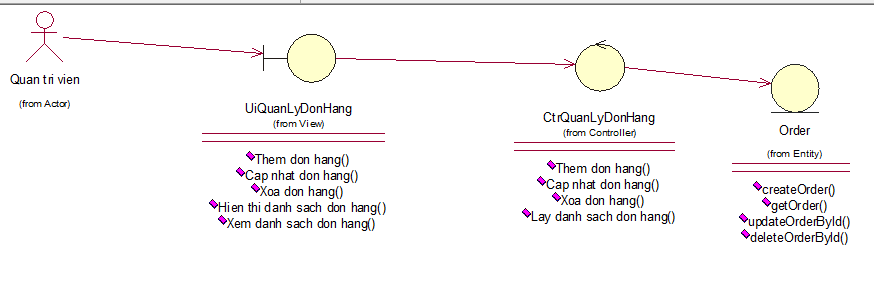 Quan tri vien
(from Actor)
UiQuanLyDonHang
(from View)
Them don hang()
Cap nhat don hang()
Xoa don hang()
Hien thi danh sach don hang()
Xem danh sach don hang()
CtrQuanLyDonHang
(from Controller)
Them don hang()
Cap nhat don hang()
Xoa don hang()
Lay danh sach don hang()
Order
(from Entity)
createOrder()
getOrder()
updateOrderById()
deleteOrderById()